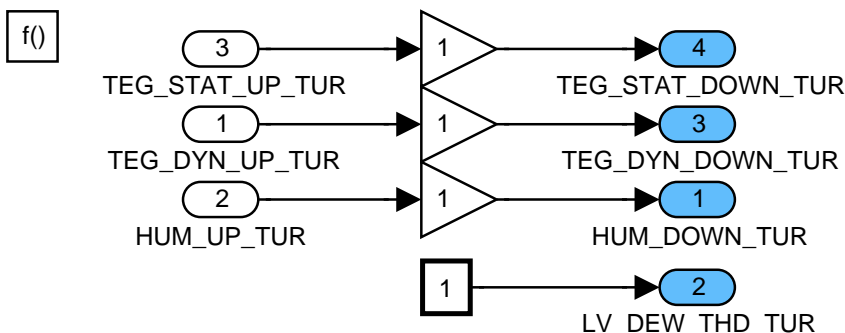 f()
3 1 4
TEG_STAT_UP_TUR TEG_STAT_DOWN_TUR
1 1 3
TEG_DYN_UP_TUR TEG_DYN_DOWN_TUR
2 1 1
HUM_UP_TUR HUM_DOWN_TUR
1 2
LV_DEW_THD_TUR